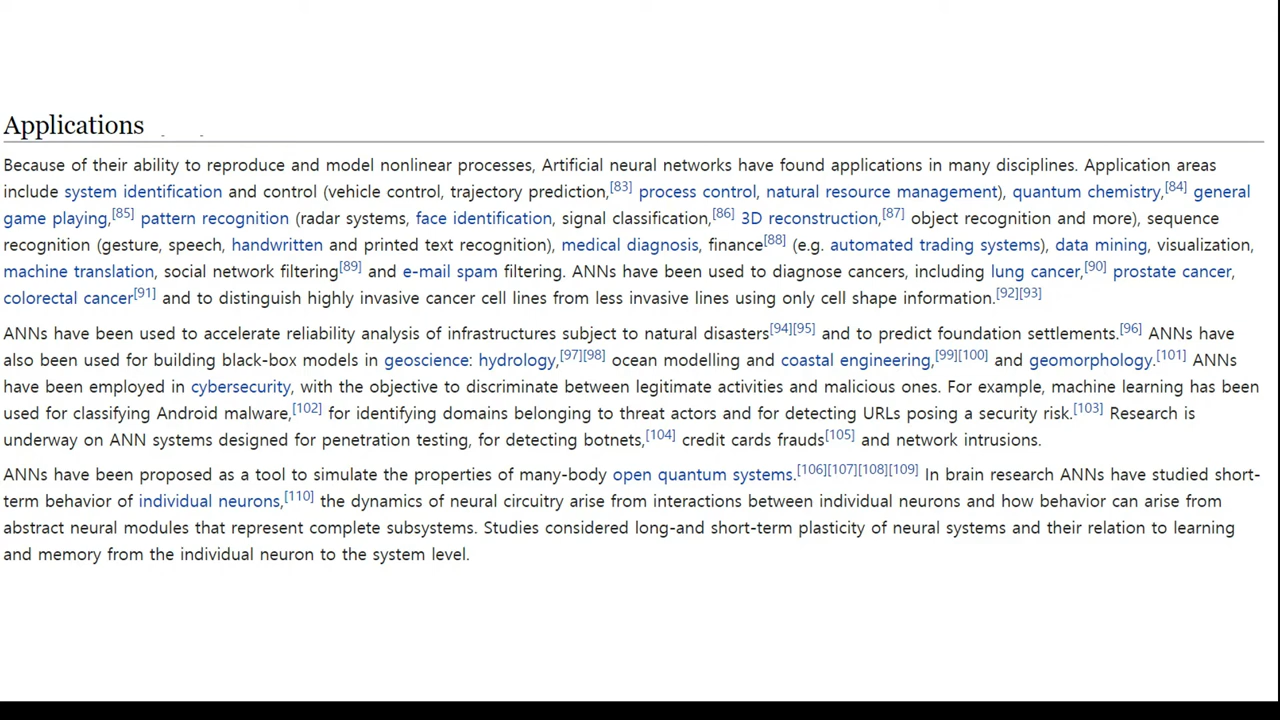 Applications
Because of their ability to reproduce and model nonlinear processes, Artificial neural networks have found applications in many disciplines. Application areas
include system identification and control (vehicle control, trajectory prediction,[83] process control, natural resource management), quantum chemistry,[84] general
game playing,[85] pattern recognition (radar systems, face identification, signal classification,[86] 3D reconstruction,[87] object recognition and more), sequence
recognition (gesture, speech, handwritten and printed text recognition), medical diagnosis, finance[88] (e.g. automated trading systems), data mining, visualization,
machine translation, social network filtering[89] and e-mail spam filtering. ANNs have been used to diagnose cancers, including lung cancer,[90] prostate cancer,
colorectal cancer[91] and to distinguish highly invasive cancer cell lines from less invasive lines using only cell shape information.[92][93]
ANNs have been used to accelerate reliability analysis of infrastructures subject to natural disasters[94][95] and to predict foundation settlements.[96] ANNs have
also been used for building black-box models in geoscience: hydrology,[97][98] ocean modelling and coastal engineering,[99][100] and geomorphology.[101] ANNs
have been employed in cybersecurity, with the objective to discriminate between legitimate activities and malicious ones. For example, machine learning has been
used for classifying Android malware,[102] for identifying domains belonging to threat actors and for detecting URLs posing a security risk.[103] Research is
underway on ANN systems designed for penetration testing, for detecting botnets,[104] credit cards frauds[105] and network intrusions.
ANNs have been proposed as a tool to simulate the properties of many-body open quantum systems.[106][107][108][109] In brain research ANNs have studied short-
term behavior of individual neurons,[110] the dynamics of neural circuitry arise from interactions between individual neurons and how behavior can arise from
abstract neural modules that represent complete subsystems. Studies considered long-and short-term plasticity of neural systems and their relation to learning
and memory from the individual neuron to the system level.